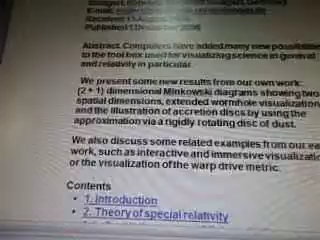 Abstract. Computers have added many new possibilities
to the tool box used for visualizing science in general
and relativity in particular.
We present some new results from our own work:
(2 + 1) dimensional Minkowski diagrams showing two
spatial dimensions, extended wormhole visualization
and the illustration of accretion discs by using the
approximation via a rigidly rotating disc of dust.
We also discuss some related examples from our ea
work, such as interactive and immersive visualizatio
or the visualization of the warp drive metric.
Contents
• 1. Introduction
• 2. Theory of special relativity